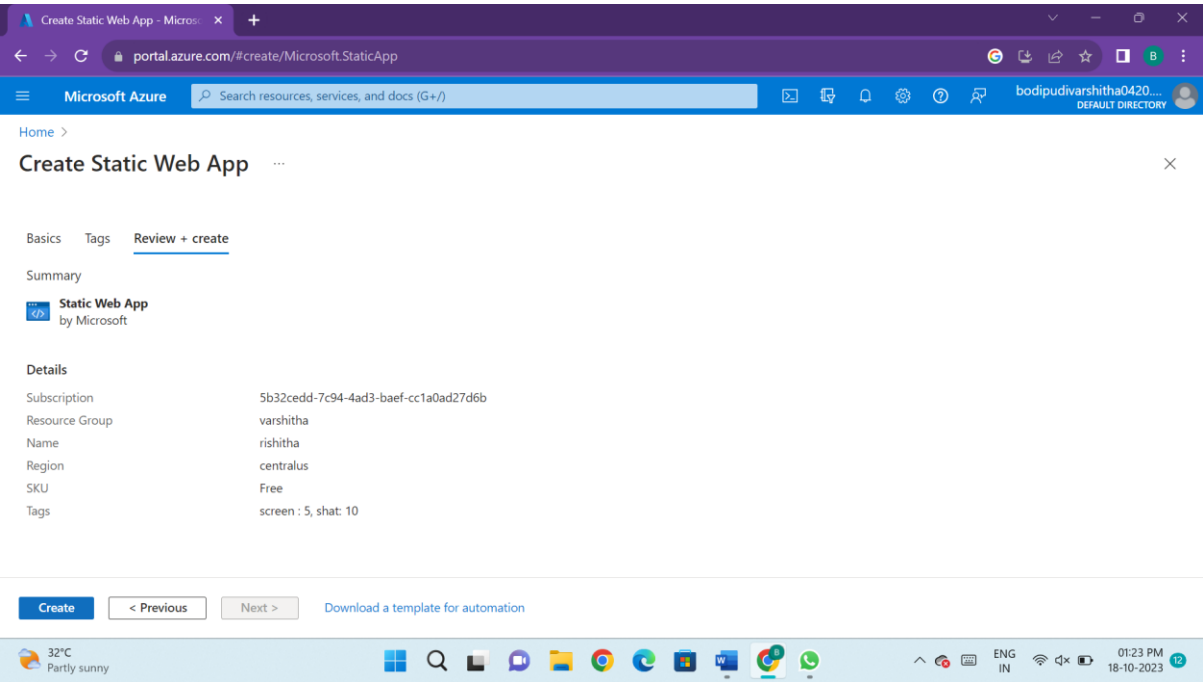 Create Static Web App - Microsc
portal.azure.com/#create/Microsoft.StaticApp
B
Microsoft Azure
Search resources, services, and docs (G+/)
bodipudivarshitha0420....
DEFAULT DIRECTORY
Home >
Create Static Web App ...
Basics Tags Review + create
Summary
Static Web App
by Microsoft
Details
Subscription 5b32cedd-7c94-4ad3-baef-cc1a0ad27d6b
Resource Group varshitha
Name rishitha
Region centralus
SKU Free
Tags screen : 5, shat: 10
Create < Previous Next > Download a template for automation
32°C
Partly sunny
ENG
IN
01:23 PM
18-10-2023
12